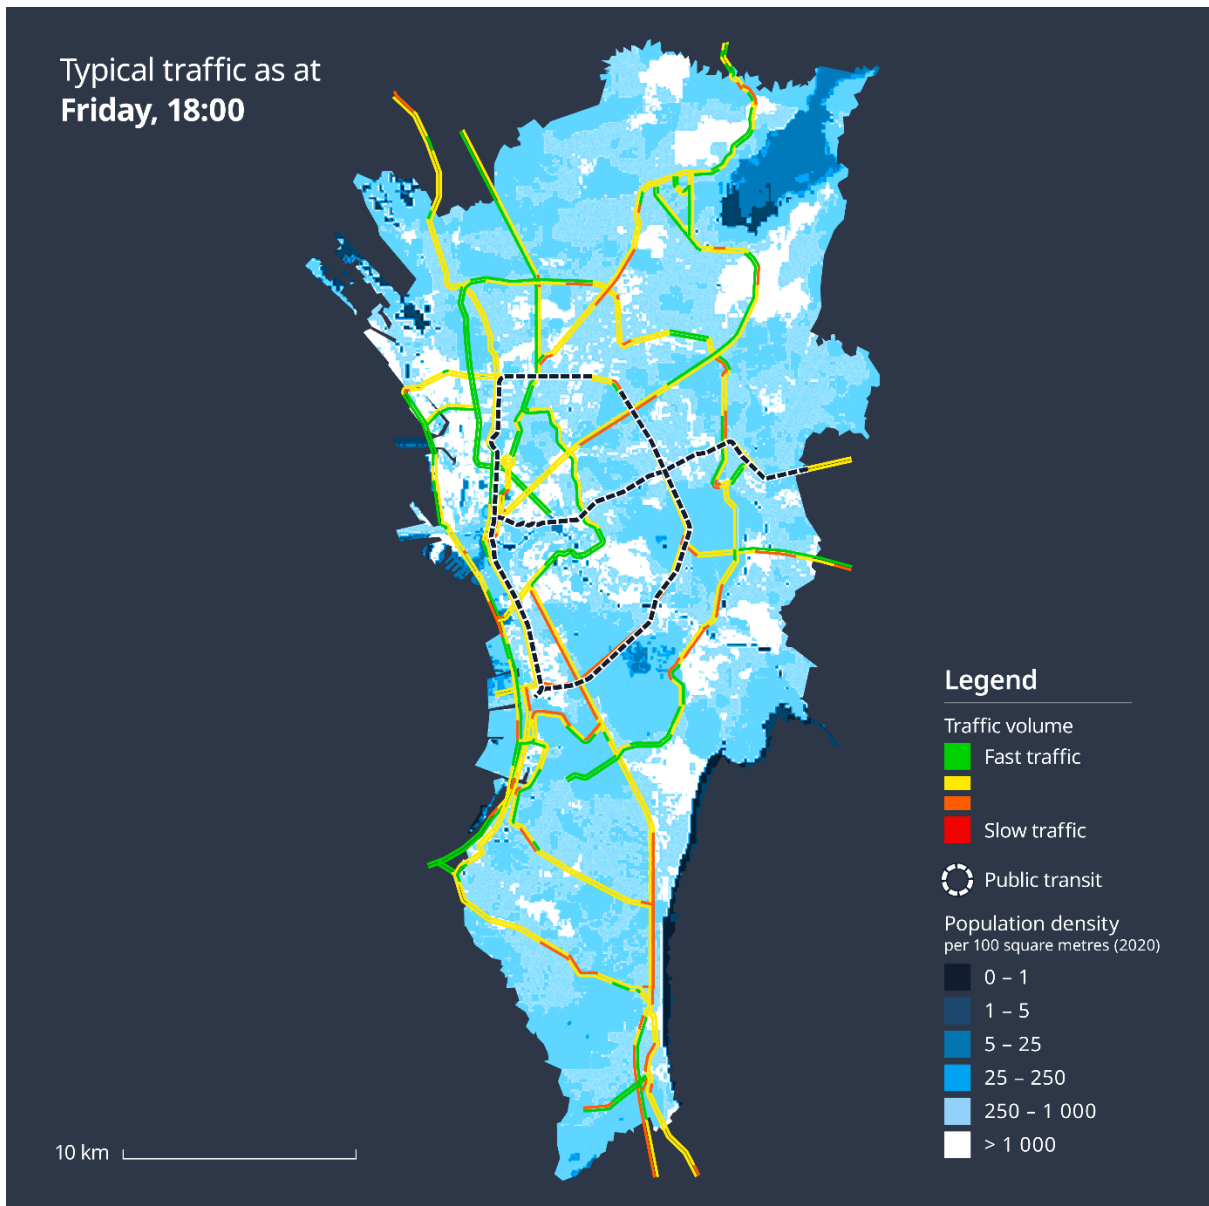 Typical traffic as at
Friday, 18:00
Legend
Traffic volume
Fast traffic
Slow traffic
Public transit
Population density
per 100 square metres (2020)
0 – 1
1 – 5
5 – 25
25 – 250
250 – 1 000
> 1 000
10 km